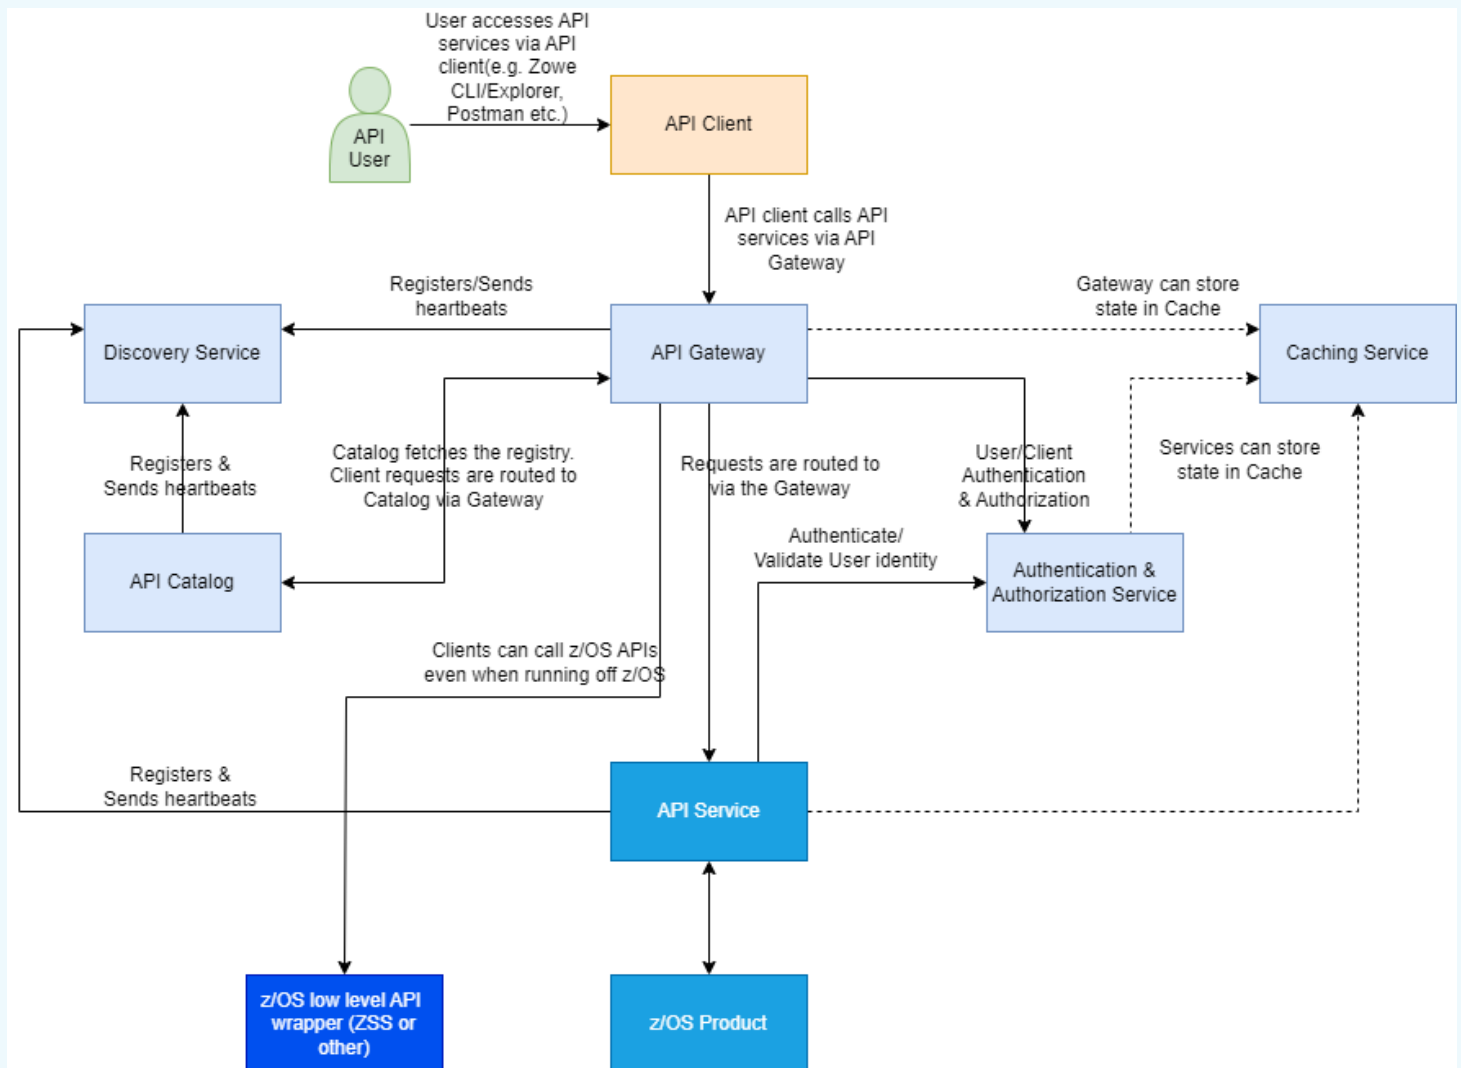 User accesses API
services via API
client(e.g. Zowe
CLI/Explorer,
Postman etc.)
API
User
API Client
API client calls API
services via API
Gateway
Registers/Sends
heartbeats
Gateway can store
state in Cache
Discovery Service
API Gateway
Caching Service
Registers &
Sends heartbeats
Catalog fetches the registry.
Client requests are routed to
Catalog via Gateway
Requests are routed to
via the Gateway
User/Client
Authentication
& Authorization
Services can store
state in Cache
Authenticate/
Validate User identity
API Catalog
Authentication &
Authorization Service
Clients can call z/OS APIs
even when running off z/OS
Registers &
Sends heartbeats
API Service
z/OS low level API
wrapper (ZSS or
other)
z/OS Product